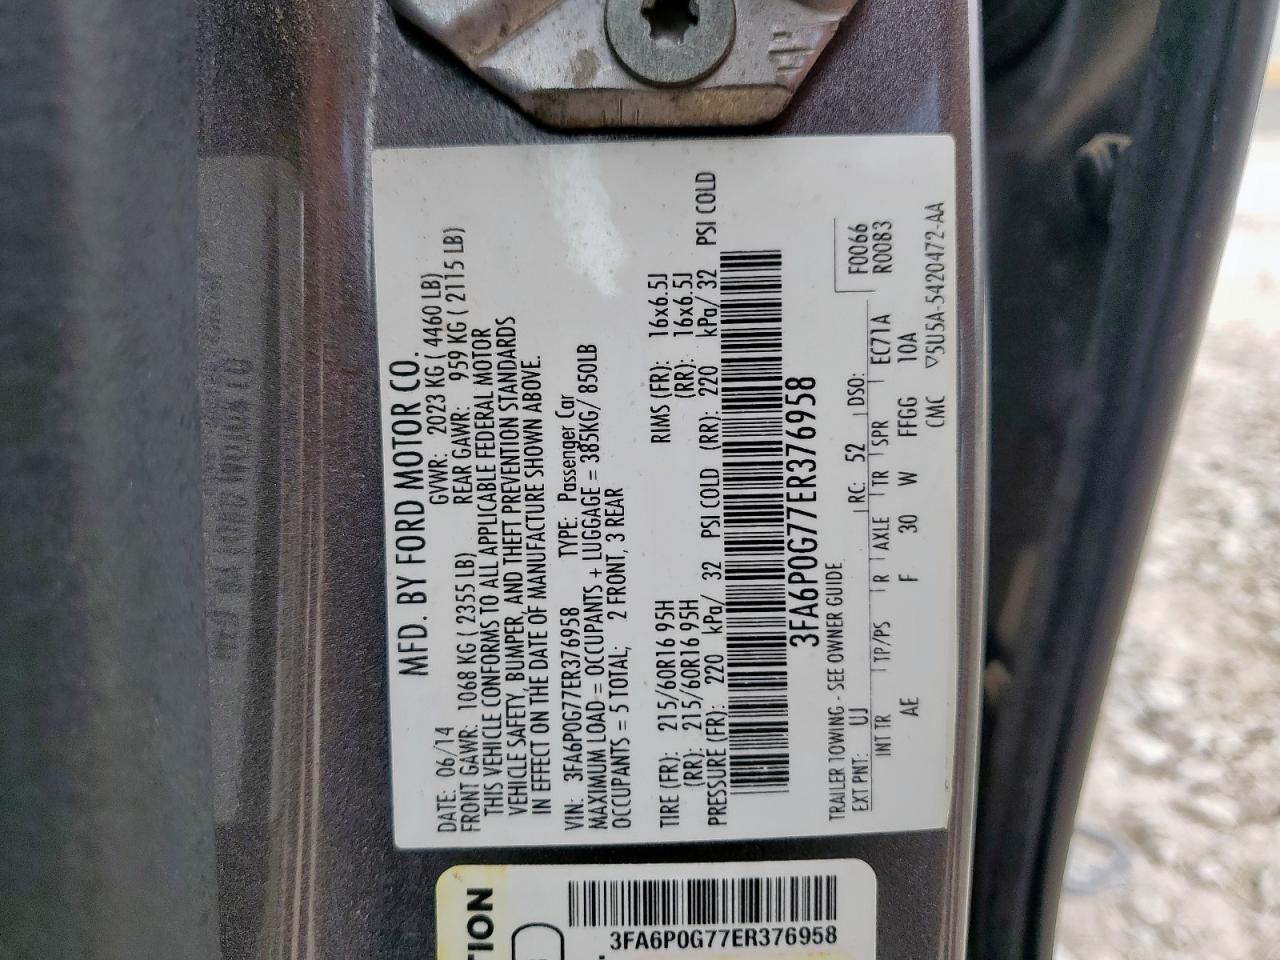 MFD. BY FORD MOTOR CO.
DATE: 06/14 GVWR: 2023 KG ( 4460 LB)
FRONT GAWR: 1068 KG ( 2355 LB) REAR GAWR: 959 KG ( 2115 LB)
THIS VEHICLE CONFORMS TO ALL APPLICABLE FEDERAL MOTOR
VEHICLE SAFETY, BUMPER, AND THEFT PREVENTION STANDARDS
IN EFFECT ON THE DATE OF MANUFACTURE SHOWN ABOVE.
VIN: 3FA6P0G77ER376958 TYPE: Passenger Car
MAXIMUM LOAD = OCCUPANTS + LUGGAGE = 385KG/ 850LB
OCCUPANTS = 5 TOTAL; 2 FRONT, 3 REAR
TIRE (FR): 215/60R16 95H RIMS (FR): 16x6.5J
(RR): 215/60R16 95H (RR): 16x6.5J
PRESSURE (FR): 220 kPa/ 32 PSI COLD (RR): 220 kPa/ 32 PSI COLD
3FA6P0G77ER376958
TRAILER TOWING - SEE OWNER GUIDE
F0066
EXT PNT: UJ RC: 52 DSO: R0083
INT TR TP/PS R AXLE TR SPR EC71A
AE F 30 W FFGG 10A
CMC ▽5U5A-5420472-AA
TION
3FA6P0G77ER376958